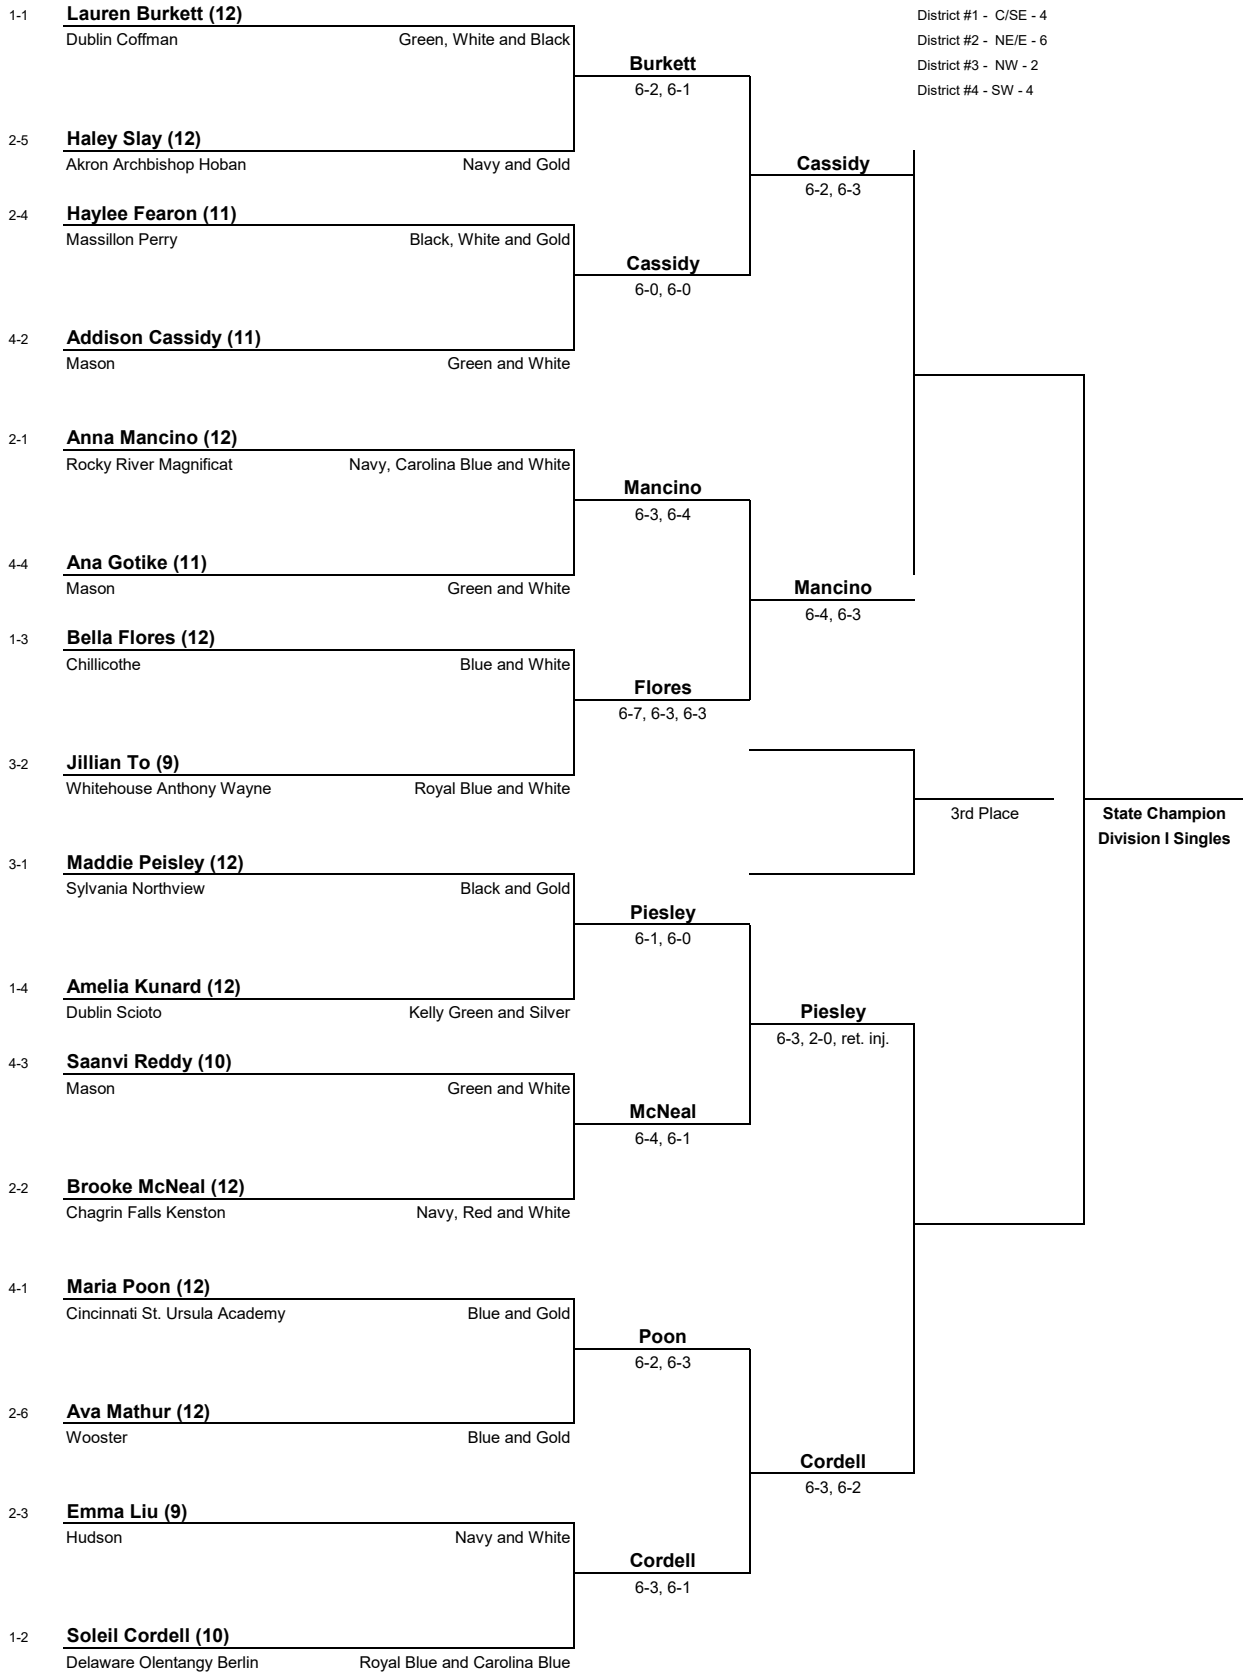 1-1 Lauren Burkett (12)
Dublin Coffman Green, White and Black
District #1 - C/SE - 4
District #2 - NE/E - 6
District #3 - NW - 2
District #4 - SW - 4
Burkett
6-2, 6-1
2-5 Haley Slay (12)
Akron Archbishop Hoban Navy and Gold
Cassidy
6-2, 6-3
2-4 Haylee Fearon (11)
Massillon Perry Black, White and Gold
Cassidy
6-0, 6-0
4-2 Addison Cassidy (11)
Mason Green and White
2-1 Anna Mancino (12)
Rocky River Magnificat Navy, Carolina Blue and White
Mancino
6-3, 6-4
4-4 Ana Gotike (11)
Mason Green and White
Mancino
6-4, 6-3
1-3 Bella Flores (12)
Chillicothe Blue and White
Flores
6-7, 6-3, 6-3
3-2 Jillian To (9)
Whitehouse Anthony Wayne Royal Blue and White
3rd Place
State Champion
Division I Singles
3-1 Maddie Peisley (12)
Sylvania Northview Black and Gold
Piesley
6-1, 6-0
1-4 Amelia Kunard (12)
Dublin Scioto Kelly Green and Silver
Piesley
6-3, 2-0, ret. inj.
4-3 Saanvi Reddy (10)
Mason Green and White
McNeal
6-4, 6-1
2-2 Brooke McNeal (12)
Chagrin Falls Kenston Navy, Red and White
4-1 Maria Poon (12)
Cincinnati St. Ursula Academy Blue and Gold
Poon
6-2, 6-3
2-6 Ava Mathur (12)
Wooster Blue and Gold
Cordell
6-3, 6-2
2-3 Emma Liu (9)
Hudson Navy and White
Cordell
6-3, 6-1
1-2 Soleil Cordell (10)
Delaware Olentangy Berlin Royal Blue and Carolina Blue